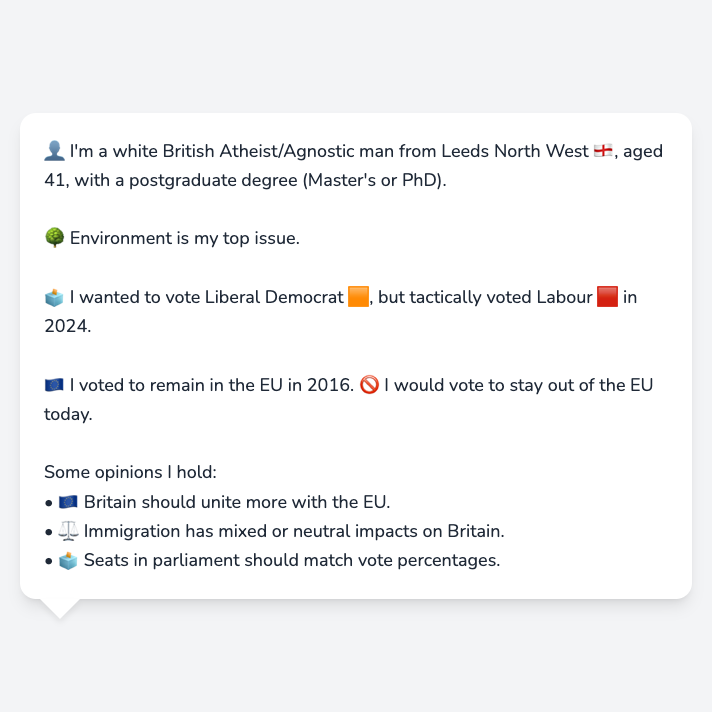 👤 I'm a white British Atheist/Agnostic man from Leeds North West 🏴󠁧󠁢󠁥󠁮󠁧󠁿, aged
41, with a postgraduate degree (Master's or PhD).
🌳 Environment is my top issue.
🗳️ I wanted to vote Liberal Democrat 🟧, but tactically voted Labour 🟥 in
2024.
🇪🇺 I voted to remain in the EU in 2016. 🚫 I would vote to stay out of the EU
today.
Some opinions I hold:
• 🇪🇺 Britain should unite more with the EU.
• ⚖️ Immigration has mixed or neutral impacts on Britain.
• 🗳️ Seats in parliament should match vote percentages.